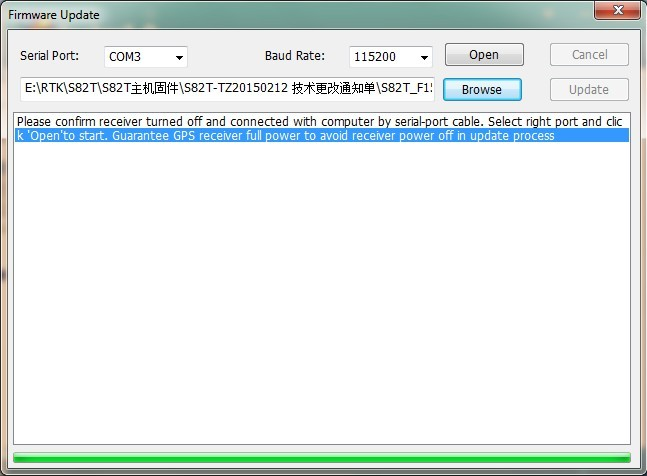 Firmware Update
Serial Port: COM3 Baud Rate: 115200 Open Cancel
E:\RTK\S82T\S82T主机固件\S82T-TZ20150212 技术更改通知单\S82T_F15 Browse Update
Please confirm receiver turned off and connected with computer by serial-port cable. Select right port and clic
k 'Open'to start. Guarantee GPS receiver full power to avoid receiver power off in update process